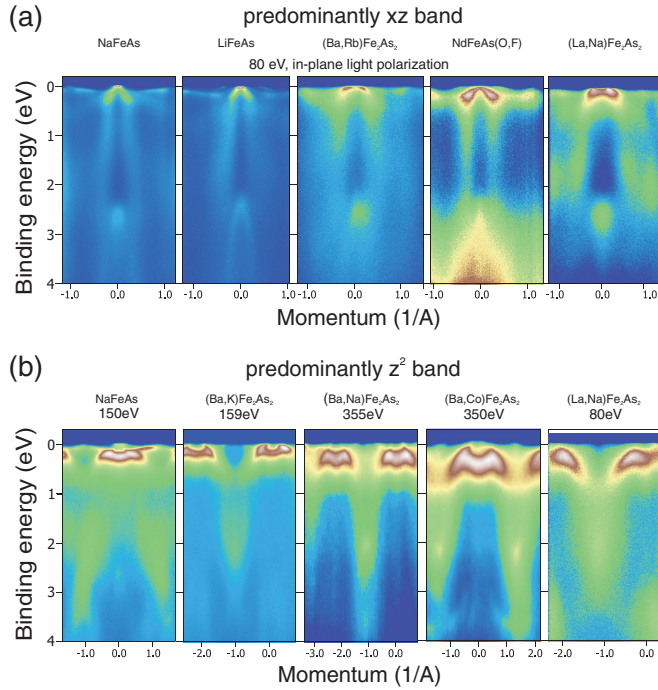 (a)
predominantly xz band
NaFeAs LiFeAs (Ba,Rb)Fe₂As₂ NdFeAs(O,F) (La,Na)Fe₂As₂
80 eV, in-plane light polarization
0
1
2
3
4
Binding energy (eV)
-1.0 0.0 1.0 -1.0 0.0 1.0 -1.0 0.0 1.0 -1.0 0.0 1.0 -1.0 0.0 1.0
Momentum (1/A)
(b)
predominantly z² band
NaFeAs (Ba,K)Fe₂As₂ (Ba,Na)Fe₂As₂ (Ba,Co)Fe₂As₂ (La,Na)Fe₂As₂
150eV 159eV 355eV 350eV 80eV
0
1
2
3
4
Binding energy (eV)
-1.0 0.0 1.0 -2.0 -1.0 0.0 -3.0 -2.0 -1.0 0.0 -2.0 -1.0 0.0 1.0 2.0 -2.0 -1.0 0.0
Momentum (1/A)